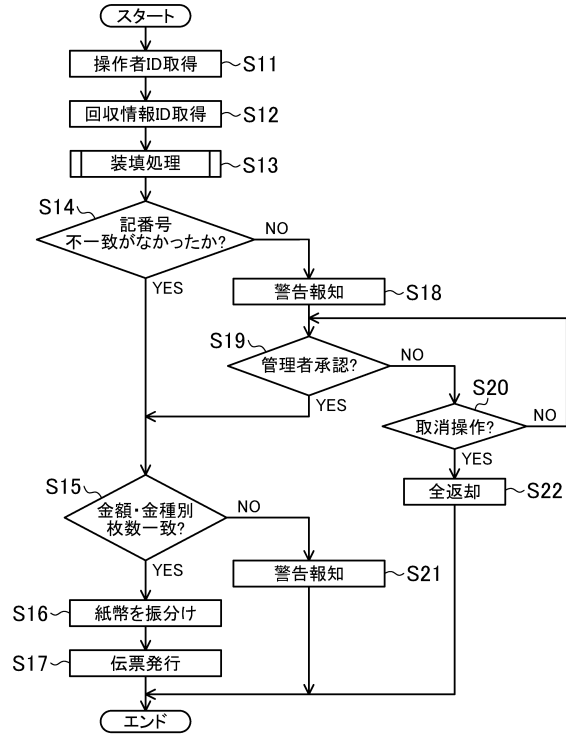 スタート
操作者ID取得 S11
回収情報ID取得 S12
装填処理 S13
S14
記番号
不一致がなかったか?
NO
YES
警告報知 S18
S19
管理者承認?
NO
YES
S20
取消操作?
NO
YES
全返却 S22
S15
金額・金種別
枚数一致?
NO
YES
警告報知 S21
S16 紙幣を振分け
S17 伝票発行
エンド